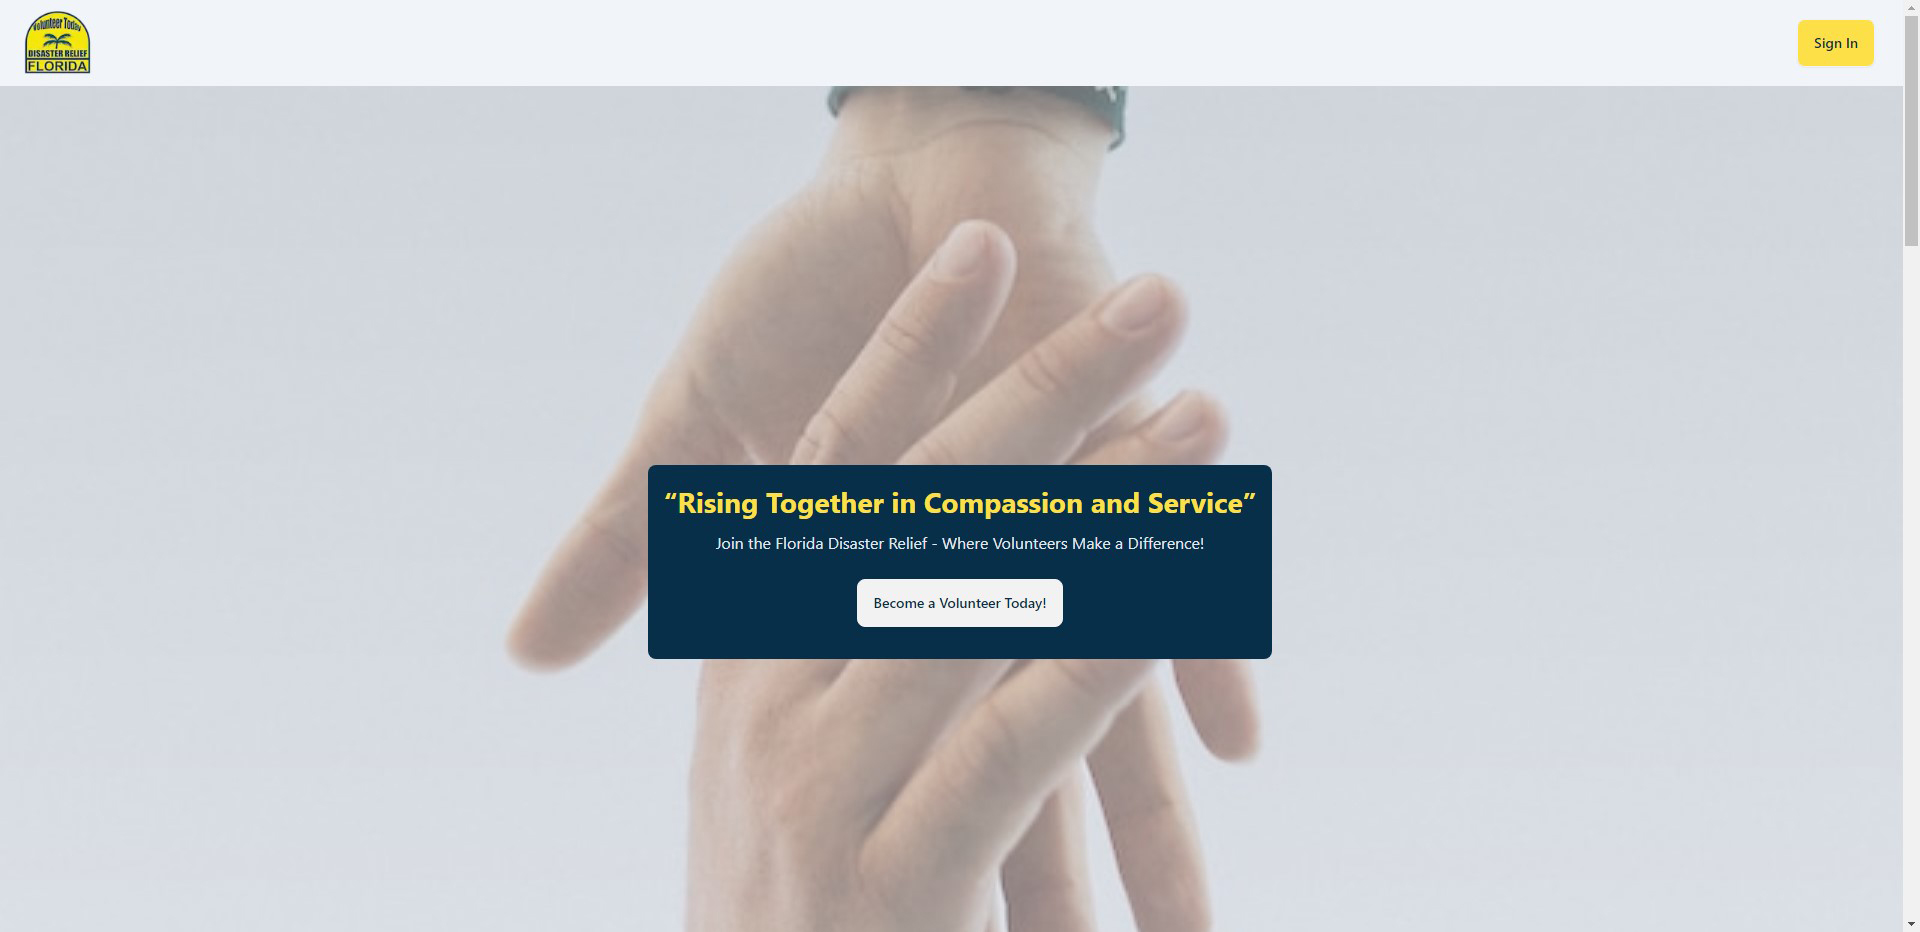 Volunteer Today
DISASTER RELIEF
FLORIDA
Sign In
“Rising Together in Compassion and Service”
Join the Florida Disaster Relief - Where Volunteers Make a Difference!
Become a Volunteer Today!